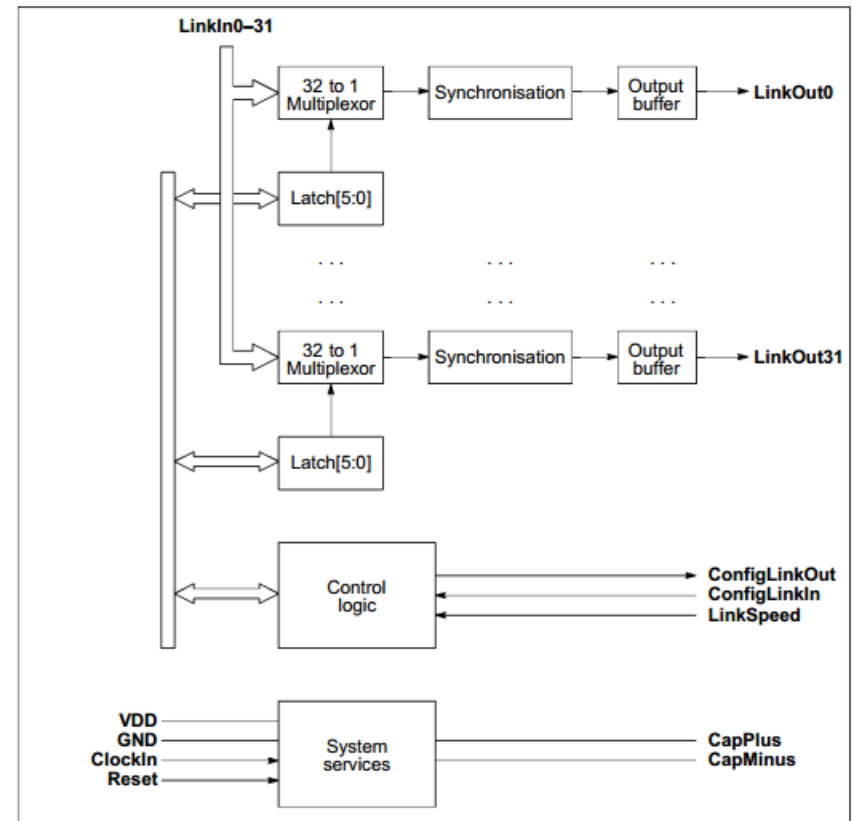 LinkIn0–31
32 to 1
Multiplexor
Synchronisation
Output
buffer
LinkOut0
Latch[5:0]
. . .
. . .
. . .
. . .
. . .
. . .
32 to 1
Multiplexor
Synchronisation
Output
buffer
LinkOut31
Latch[5:0]
Control
logic
ConfigLinkOut
ConfigLinkIn
LinkSpeed
VDD
GND
ClockIn
Reset
System
services
CapPlus
CapMinus